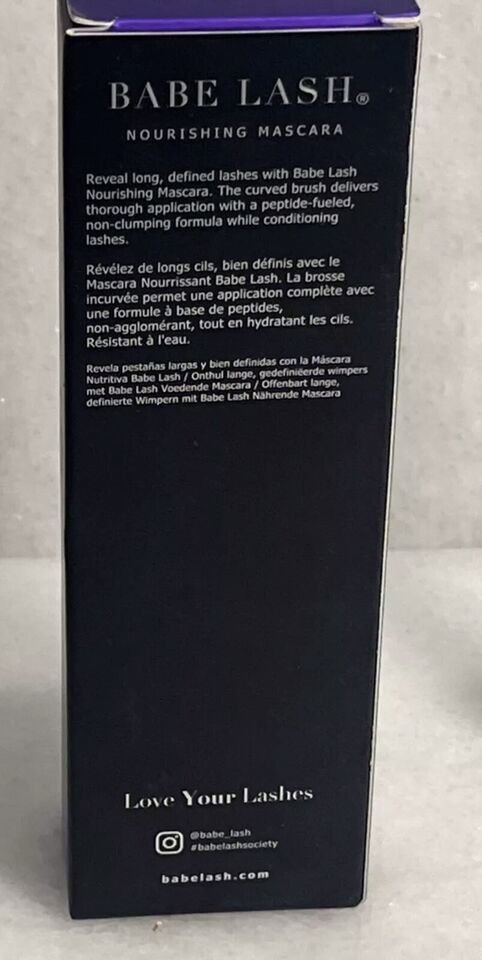 BABE LASH®
NOURISHING MASCARA
Reveal long, defined lashes with Babe Lash
Nourishing Mascara. The curved brush delivers
thorough application with a peptide-fueled,
non-clumping formula while conditioning
lashes.
Révélez de longs cils, bien définis avec le
Mascara Nourrissant Babe Lash. La brosse
incurvée permet une application complète avec
une formule à base de peptides,
non-agglomérant, tout en hydratant les cils.
Résistant à l'eau.
Revela pestañas largas y bien definidas con la Máscara
Nutritiva Babe Lash / Onthul lange, gedefiniëerde wimpers
met Babe Lash Voedende Mascara / Offenbart lange,
definierte Wimpern mit Babe Lash Nährende Mascara
Love Your Lashes
@babe_lash
#babelashsociety
babelash.com